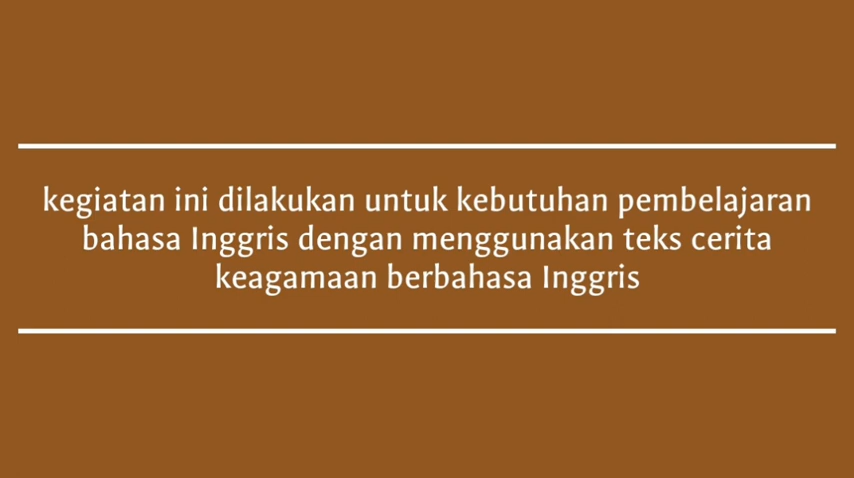 kegiatan ini dilakukan untuk kebutuhan pembelajaran
bahasa Inggris dengan menggunakan teks cerita
keagamaan berbahasa Inggris